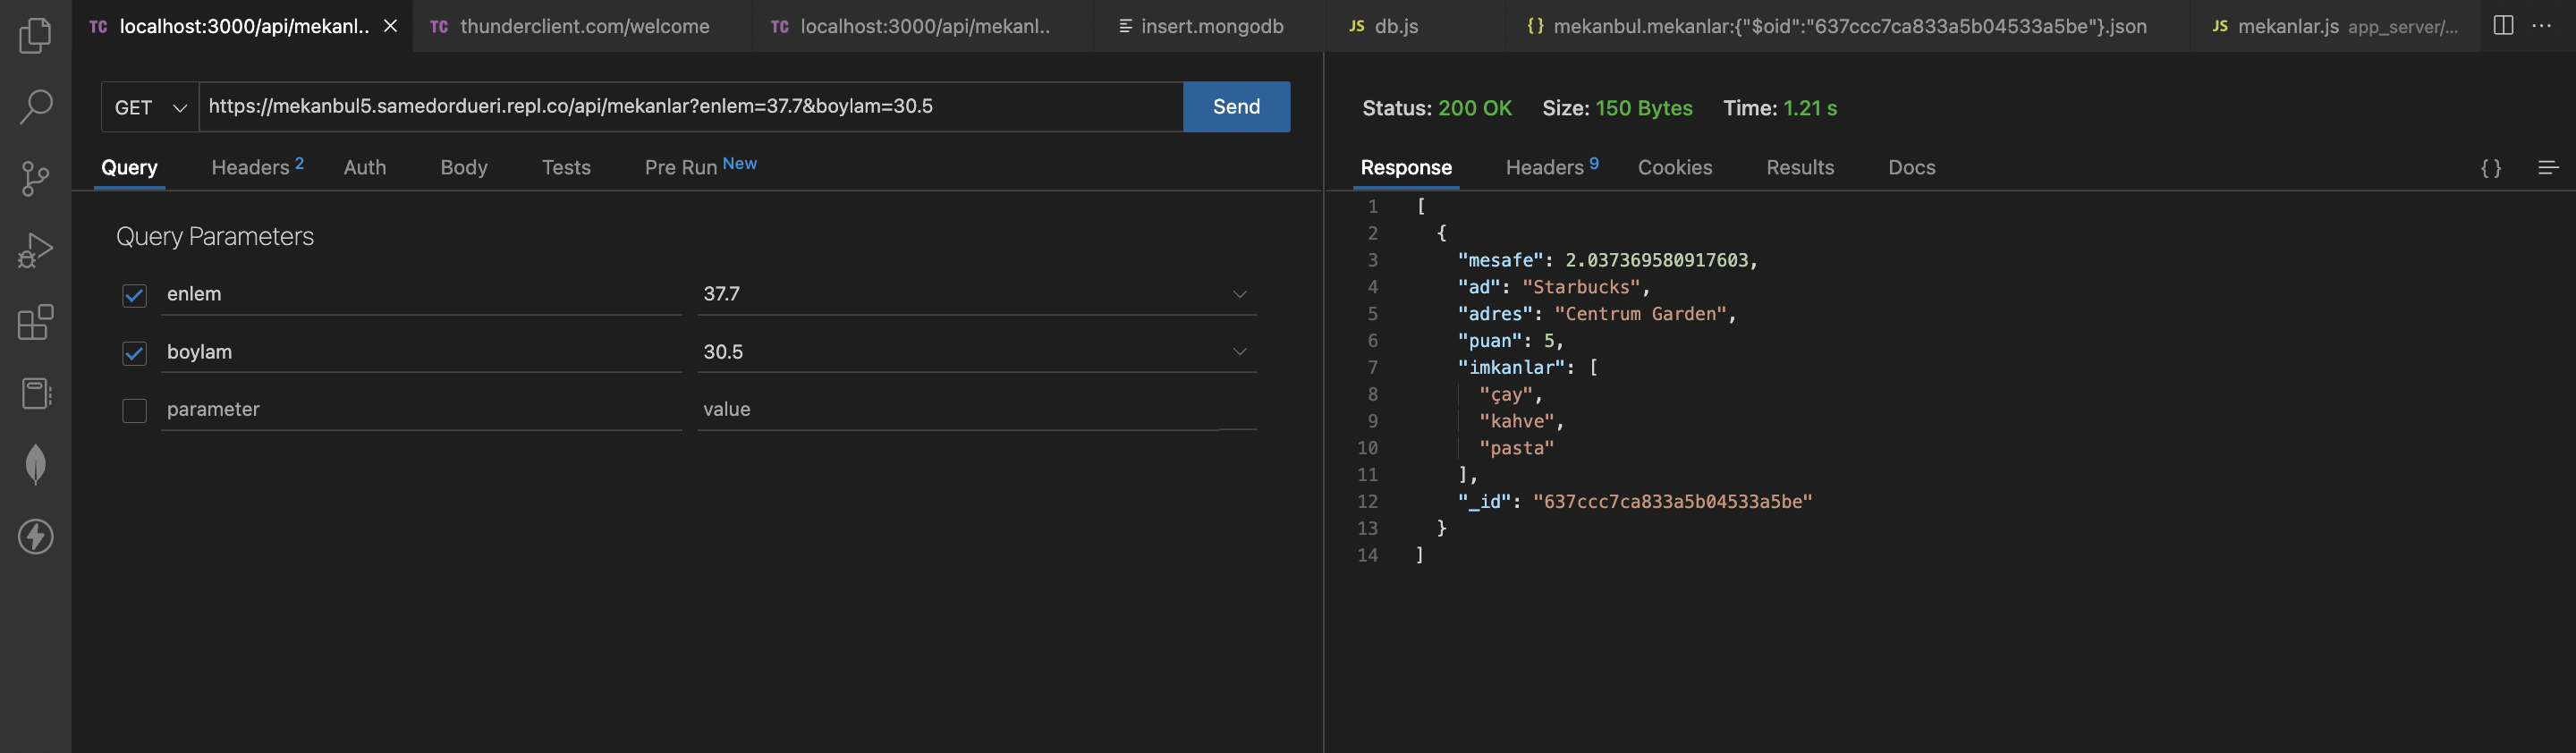 TC localhost:3000/api/mekanl..
TC thunderclient.com/welcome
TC localhost:3000/api/mekanl..
insert.mongodb
JS db.js
{} mekanbul.mekanlar:{"$oid":"637ccc7ca833a5b04533a5be"}.json
JS mekanlar.js app_server/...
GET https://mekanbul5.samedordueri.repl.co/api/mekanlar?enlem=37.7&boylam=30.5 Send
Query Headers 2 Auth Body Tests Pre Run New
Query Parameters
enlem 37.7
boylam 30.5
parameter value
Status: 200 OK Size: 150 Bytes Time: 1.21 s
Response Headers 9 Cookies Results Docs {}
1 [
2 {
3 "mesafe": 2.037369580917603,
4 "ad": "Starbucks",
5 "adres": "Centrum Garden",
6 "puan": 5,
7 "imkanlar": [
8 "çay",
9 "kahve",
10 "pasta"
11 ],
12 "_id": "637ccc7ca833a5b04533a5be"
13 }
14 ]